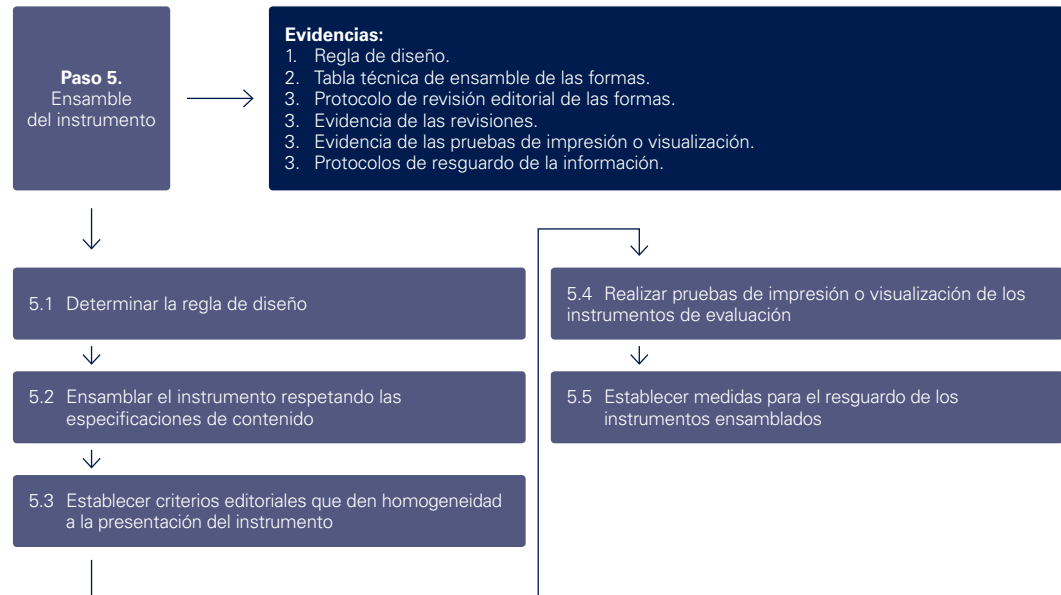 Paso 5.
Ensamble
del instrumento
Evidencias:
1. Regla de diseño.
2. Tabla técnica de ensamble de las formas.
3. Protocolo de revisión editorial de las formas.
3. Evidencia de las revisiones.
3. Evidencia de las pruebas de impresión o visualización.
3. Protocolos de resguardo de la información.
5.1 Determinar la regla de diseño
5.2 Ensamblar el instrumento respetando las
especificaciones de contenido
5.3 Establecer criterios editoriales que den homogeneidad
a la presentación del instrumento
5.4 Realizar pruebas de impresión o visualización de los
instrumentos de evaluación
5.5 Establecer medidas para el resguardo de los
instrumentos ensamblados